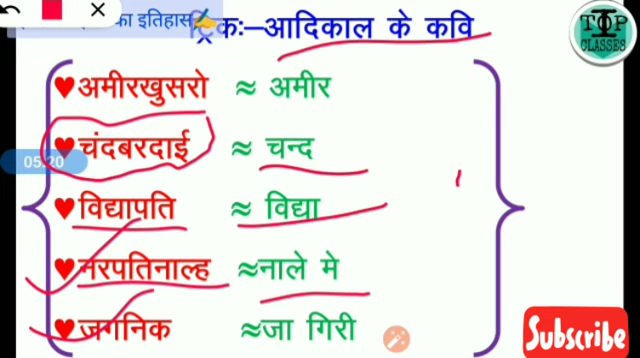 का इतिहास
ट्रिकः–आदिकाल के कवि
TOP
CLASSES
♥अमीरखुसरो ≈ अमीर
♥चंदबरदाई ≈ चन्द
05:20
♥विद्यापति ≈ विद्या
♥नरपतिनाल्ह ≈नाले मे
♥जगनिक ≈जा गिरी
Subscribe